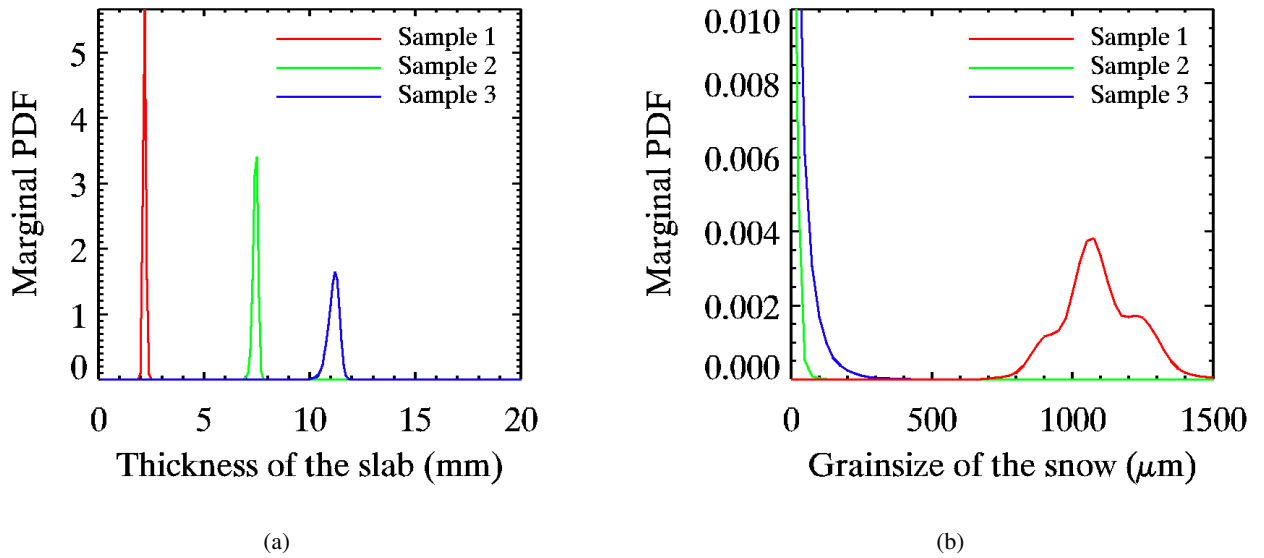 Marginal PDF
5
4
3
2
1
0
Sample 1
Sample 2
Sample 3
0 5 10 15 20
Thickness of the slab (mm)
(a)
Marginal PDF
0.010
0.008
0.006
0.004
0.002
0.000
Sample 1
Sample 2
Sample 3
0 500 1000 1500
Grainsize of the snow (μm)
(b)